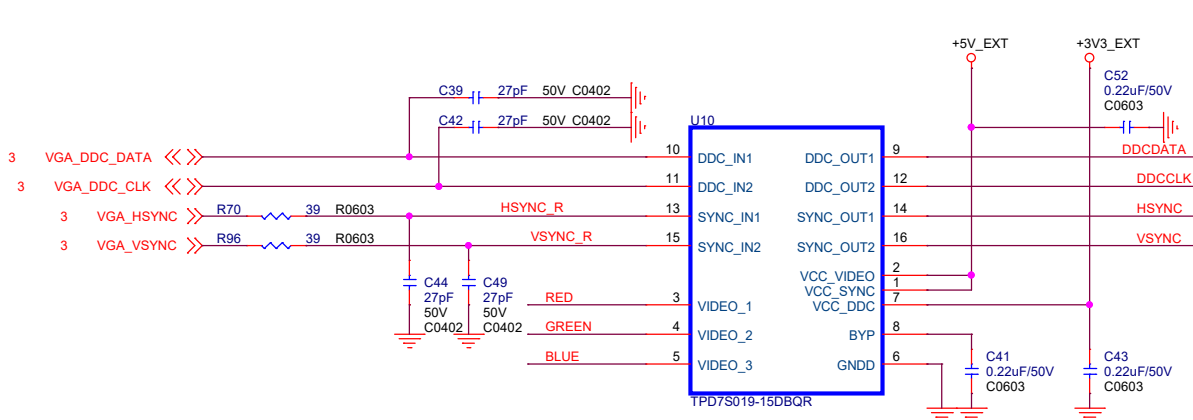 +5V_EXT +3V3_EXT
C52
0.22uF/50V
C0603
C39 27pF 50V C0402
C42 27pF 50V C0402
U10
3 VGA_DDC_DATA 10 DDC_IN1 DDC_OUT1 9 DDCDATA
3 VGA_DDC_CLK 11 DDC_IN2 DDC_OUT2 12 DDCCLK
3 VGA_HSYNC R70 39 R0603 HSYNC_R 13 SYNC_IN1 SYNC_OUT1 14 HSYNC
3 VGA_VSYNC R96 39 R0603 VSYNC_R 15 SYNC_IN2 SYNC_OUT2 16 VSYNC
VCC_VIDEO 2
VCC_SYNC 1
VCC_DDC 7
C44
27pF
50V
C0402
C49
27pF
50V
C0402
RED 3 VIDEO_1
GREEN 4 VIDEO_2 BYP 8
BLUE 5 VIDEO_3 GNDD 6
C41
0.22uF/50V
C0603
C43
0.22uF/50V
C0603
TPD7S019-15DBQR